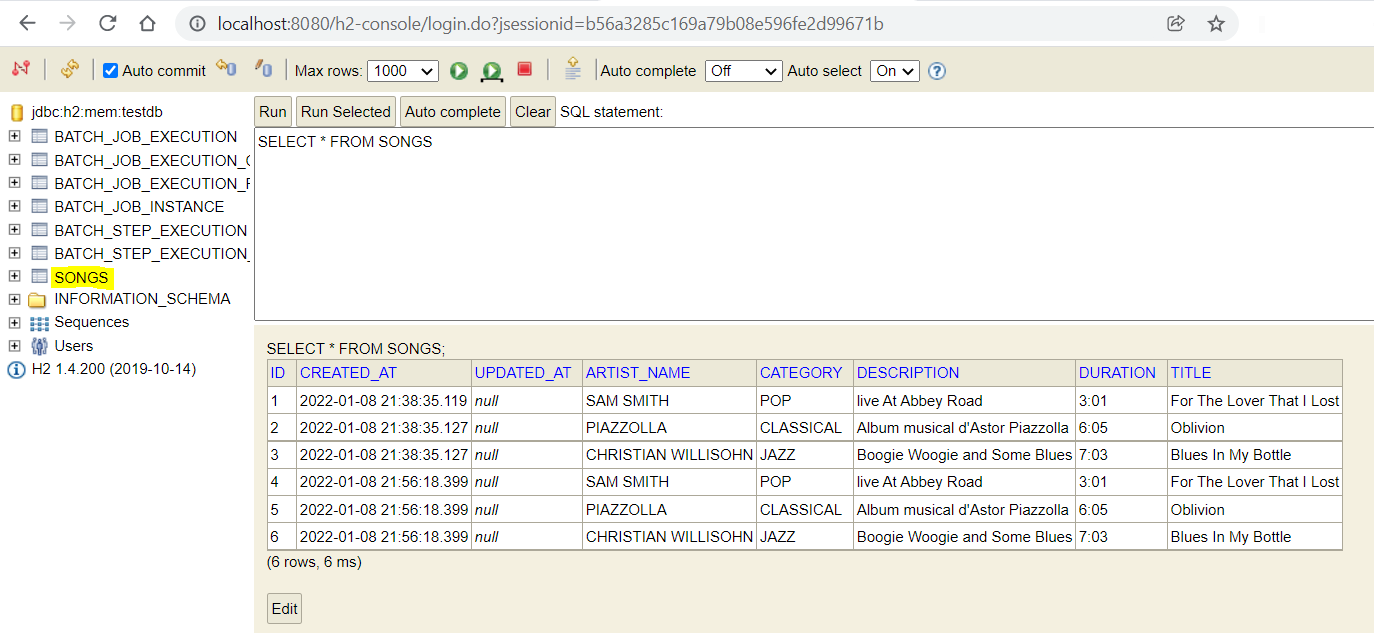 localhost:8080/h2-console/login.do?jsessionid=b56a3285c169a79b08e596fe2d99671b
Auto commit Max rows: 1000 Auto complete Off Auto select On ?
jdbc:h2:mem:testdb
BATCH_JOB_EXECUTION
BATCH_JOB_EXECUTION_
BATCH_JOB_EXECUTION_
BATCH_JOB_INSTANCE
BATCH_STEP_EXECUTION
BATCH_STEP_EXECUTION_
SONGS
INFORMATION_SCHEMA
Sequences
Users
H2 1.4.200 (2019-10-14)
Run Run Selected Auto complete Clear SQL statement:
SELECT * FROM SONGS
SELECT * FROM SONGS;
ID CREATED_AT UPDATED_AT ARTIST_NAME CATEGORY DESCRIPTION DURATION TITLE
1 2022-01-08 21:38:35.119 null SAM SMITH POP live At Abbey Road 3:01 For The Lover That I Lost
2 2022-01-08 21:38:35.127 null PIAZZOLLA CLASSICAL Album musical d'Astor Piazzolla 6:05 Oblivion
3 2022-01-08 21:38:35.127 null CHRISTIAN WILLISOHN JAZZ Boogie Woogie and Some Blues 7:03 Blues In My Bottle
4 2022-01-08 21:56:18.399 null SAM SMITH POP live At Abbey Road 3:01 For The Lover That I Lost
5 2022-01-08 21:56:18.399 null PIAZZOLLA CLASSICAL Album musical d'Astor Piazzolla 6:05 Oblivion
6 2022-01-08 21:56:18.399 null CHRISTIAN WILLISOHN JAZZ Boogie Woogie and Some Blues 7:03 Blues In My Bottle
(6 rows, 6 ms)
Edit